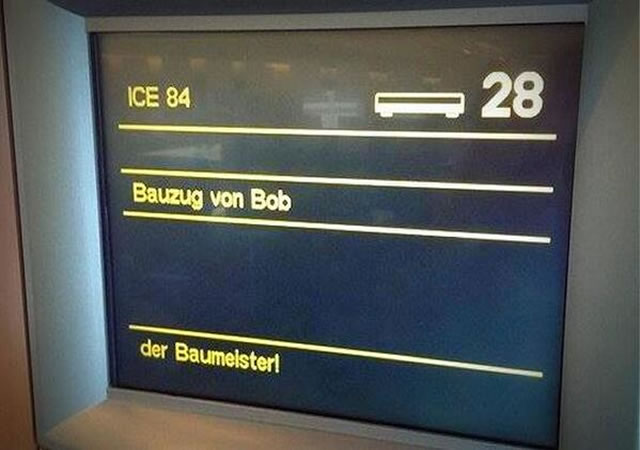 ICE 84 28
Bauzug von Bob
der Baumeister!